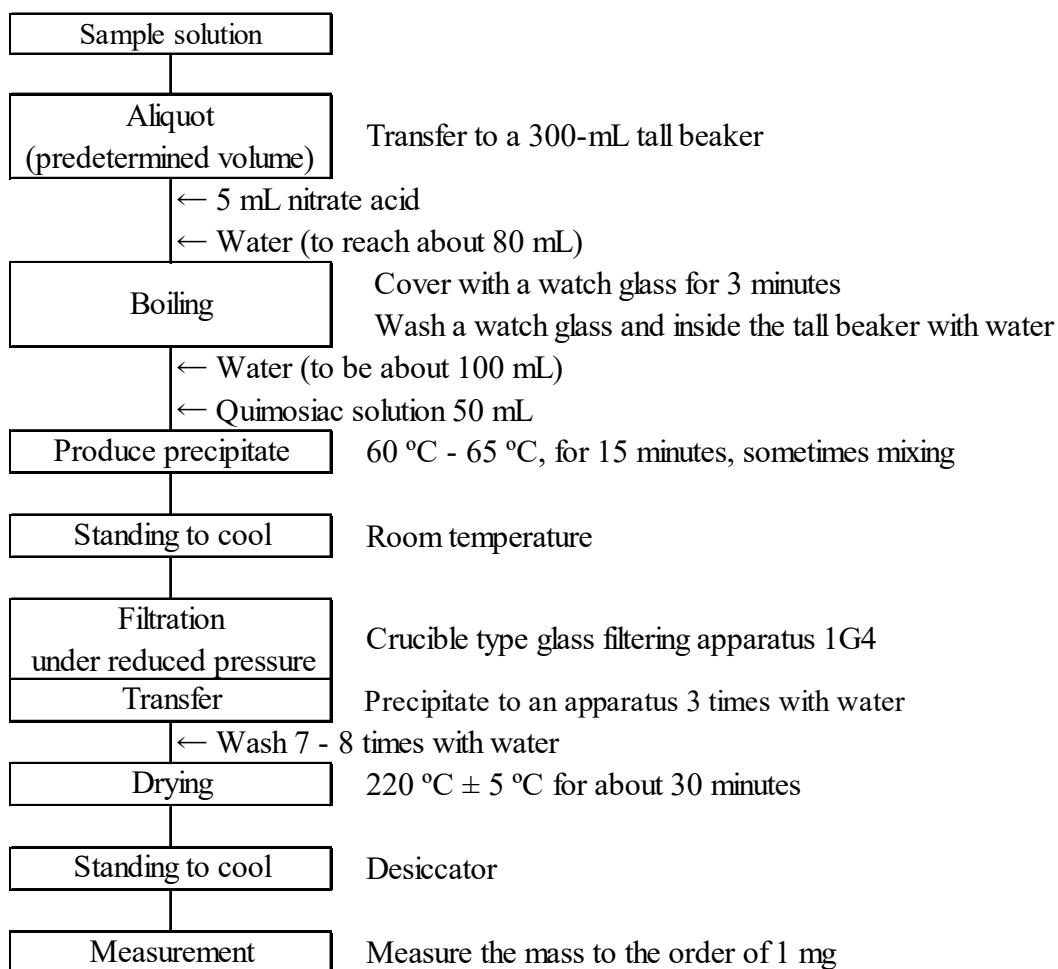 Sample solution
Aliquot
(predetermined volume)
Transfer to a 300-mL tall beaker
← 5 mL nitrate acid
← Water (to reach about 80 mL)
Boiling
Cover with a watch glass for 3 minutes
Wash a watch glass and inside the tall beaker with water
← Water (to be about 100 mL)
← Quimosiac solution 50 mL
Produce precipitate
60 ºC - 65 ºC, for 15 minutes, sometimes mixing
Standing to cool
Room temperature
Filtration
under reduced pressure
Crucible type glass filtering apparatus 1G4
Transfer
Precipitate to an apparatus 3 times with water
← Wash 7 - 8 times with water
Drying
220 ºC ± 5 ºC for about 30 minutes
Standing to cool
Desiccator
Measurement
Measure the mass to the order of 1 mg